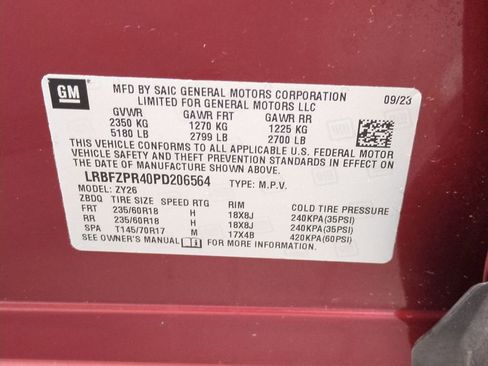 GM
MFD BY SAIC GENERAL MOTORS CORPORATION 09/23
LIMITED FOR GENERAL MOTORS LLC
GVWR GAWR FRT GAWR RR
2350 KG 1270 KG 1225 KG
5180 LB 2799 LB 2700 LB
THIS VEHICLE CONFORMS TO ALL APPLICABLE U.S. FEDERAL MOTOR
VEHICLE SAFETY, BUMPER, AND THEFT PREVENTION STANDARDS IN EFFECT ON
THE DATE OF MANUFACTURE SHOWN ABOVE.
LRBFZPR40PD206564 TYPE: M.P.V.
MODEL: ZY26
ZBDQ TIRE SIZE SPEED RTG RIM COLD TIRE PRESSURE
FRT 235/60R18 H 18X8J 240KPA(35PSI)
RR 235/60R18 H 18X8J 240KPA(35PSI)
SPA T145/70R17 M 17X4B 420KPA(60PSI)
SEE OWNER'S MANUAL FOR MORE INFORMATION.